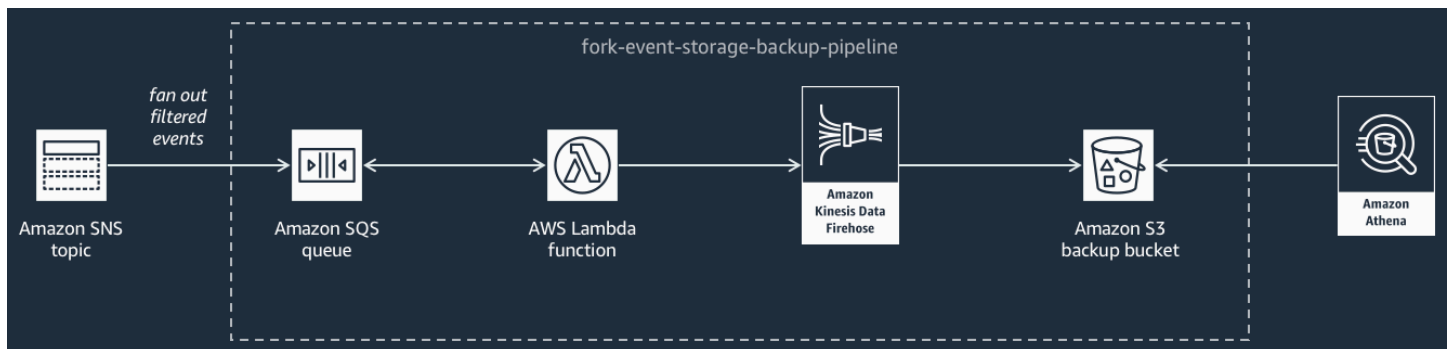 fork-event-storage-backup-pipeline
fan out
filtered
events
Amazon SNS
topic
Amazon SQS
queue
AWS Lambda
function
Amazon
Kinesis Data
Firehose
Amazon S3
backup bucket
Amazon
Athena